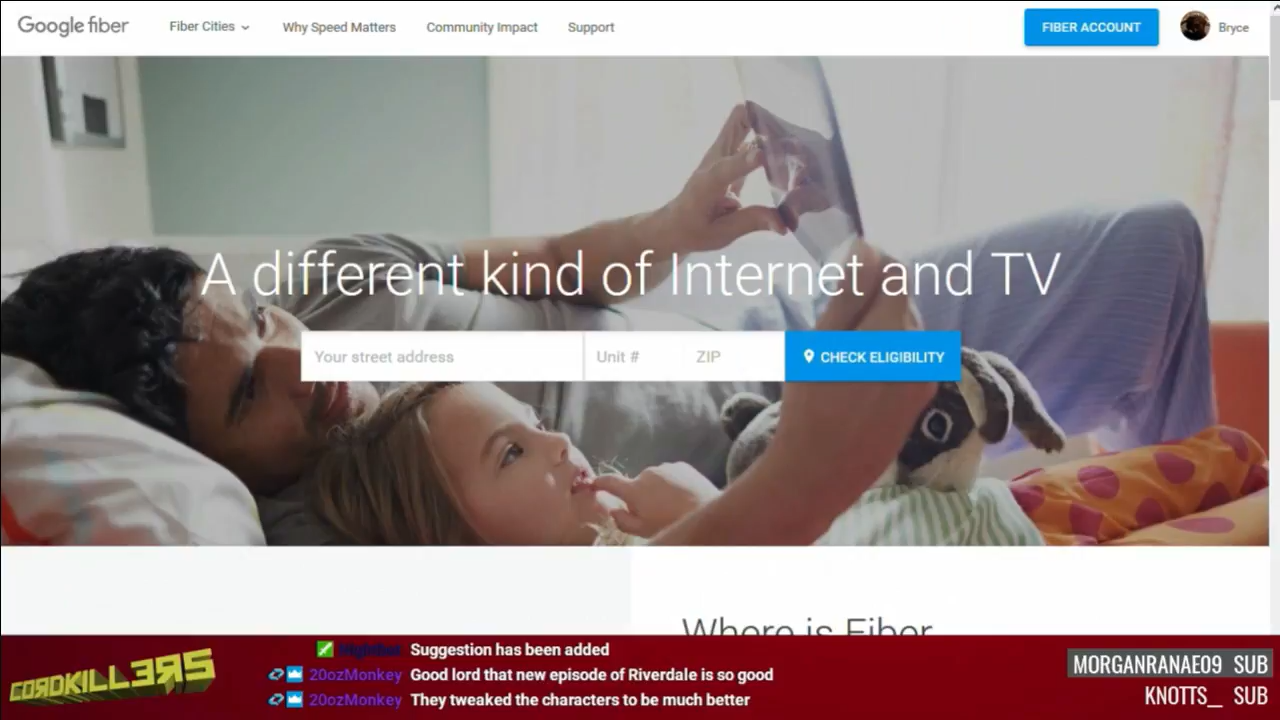 Google fiber
Fiber Cities
Why Speed Matters
Community Impact
Support
FIBER ACCOUNT
Bryce
A different kind of Internet and TV
Your street address
Unit #
ZIP
CHECK ELIGIBILITY
Where is Fiber
CORDKILLERS
Nightbot Suggestion has been added
20ozMonkey Good lord that new episode of Riverdale is so good
20ozMonkey They tweaked the characters to be much better
MORGANRANAE09 SUB
KNOTTS_ SUB